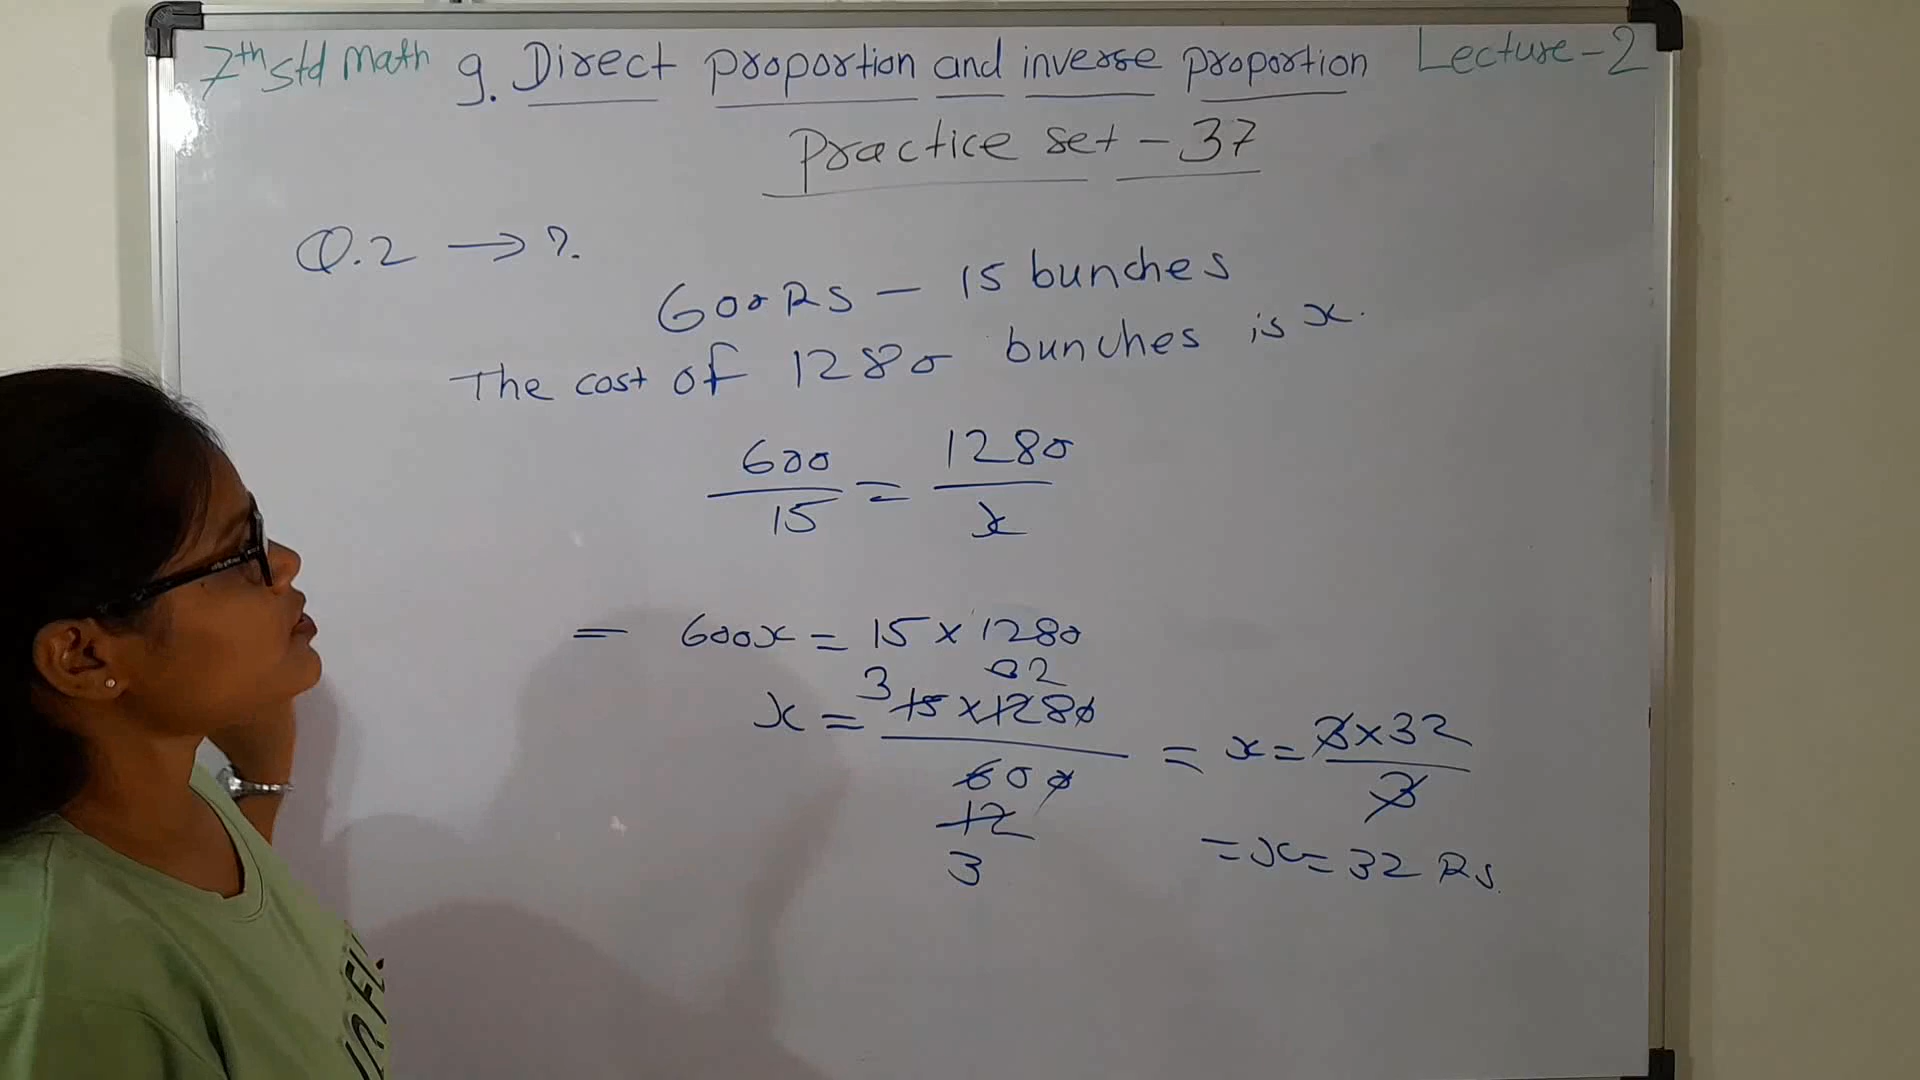 7th std Math 9. Direct proportion and inverse proportion Lecture-2
Practice set - 37
Q.2 → ?.
600 RS - 15 bunches
The cost of 1280 bunches is x.
600/15 = 1280/x
= 600x = 15 × 1280
3 32
x = 15 × 1280 / 600 = x = 3 × 32 / 3
12
3
= x = 32 Rs.